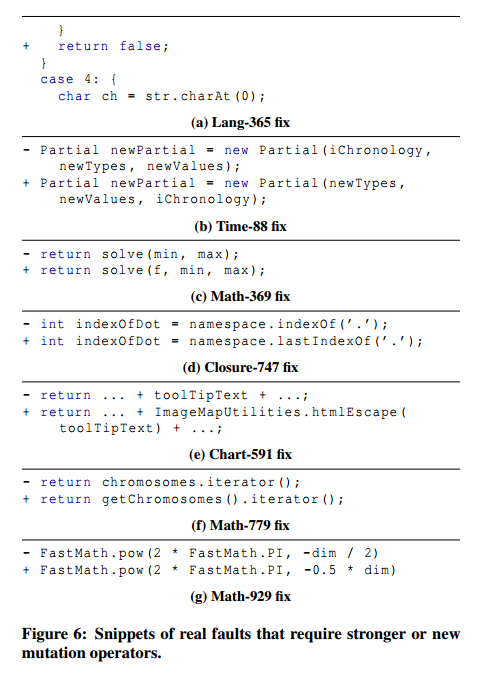 }
+ return false;
}
case 4: {
char ch = str.charAt(0);
(a) Lang-365 fix
- Partial newPartial = new Partial(iChronology,
newTypes, newValues);
+ Partial newPartial = new Partial(newTypes,
newValues, iChronology);
(b) Time-88 fix
- return solve(min, max);
+ return solve(f, min, max);
(c) Math-369 fix
- int indexOfDot = namespace.indexOf('.');
+ int indexOfDot = namespace.lastIndexOf('.');
(d) Closure-747 fix
- return ... + toolTipText + ...;
+ return ... + ImageMapUtilities.htmlEscape(
toolTipText) + ...;
(e) Chart-591 fix
- return chromosomes.iterator();
+ return getChromosomes().iterator();
(f) Math-779 fix
- FastMath.pow(2 * FastMath.PI, -dim / 2)
+ FastMath.pow(2 * FastMath.PI, -0.5 * dim)
(g) Math-929 fix
Figure 6: Snippets of real faults that require stronger or new
mutation operators.